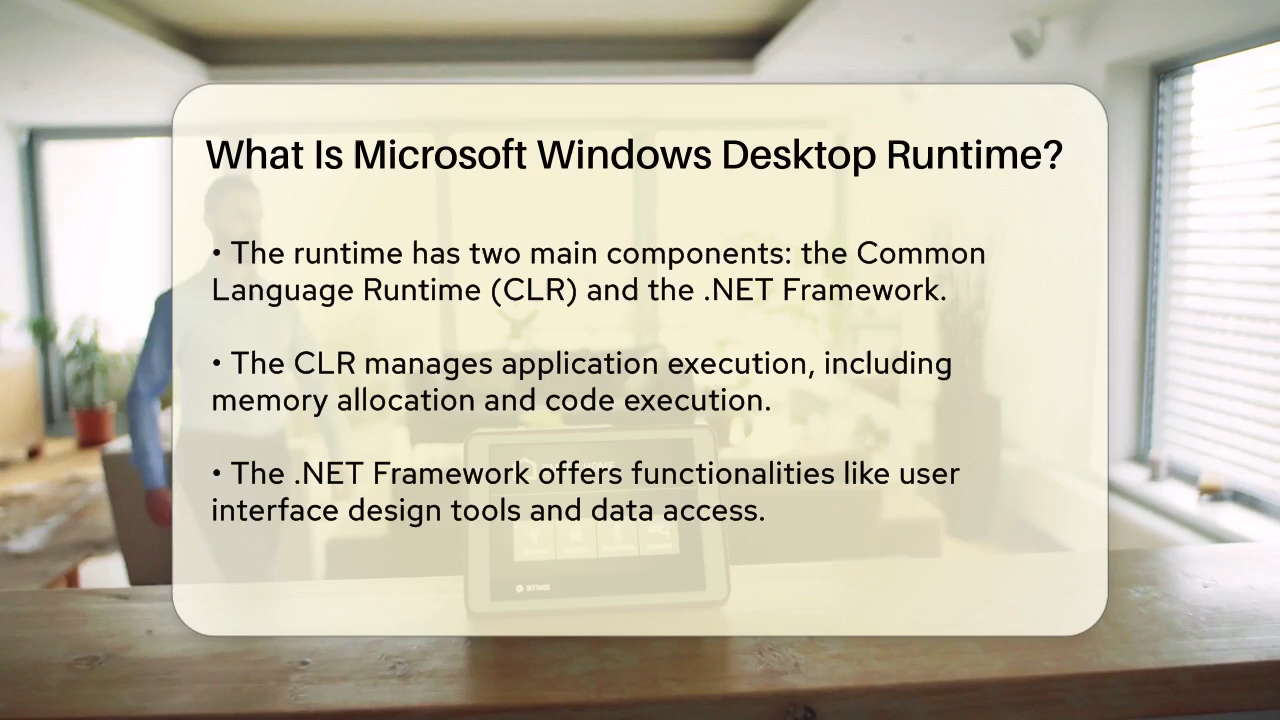 What Is Microsoft Windows Desktop Runtime?
• The runtime has two main components: the Common
Language Runtime (CLR) and the .NET Framework.
• The CLR manages application execution, including
memory allocation and code execution.
• The .NET Framework offers functionalities like user
interface design tools and data access.